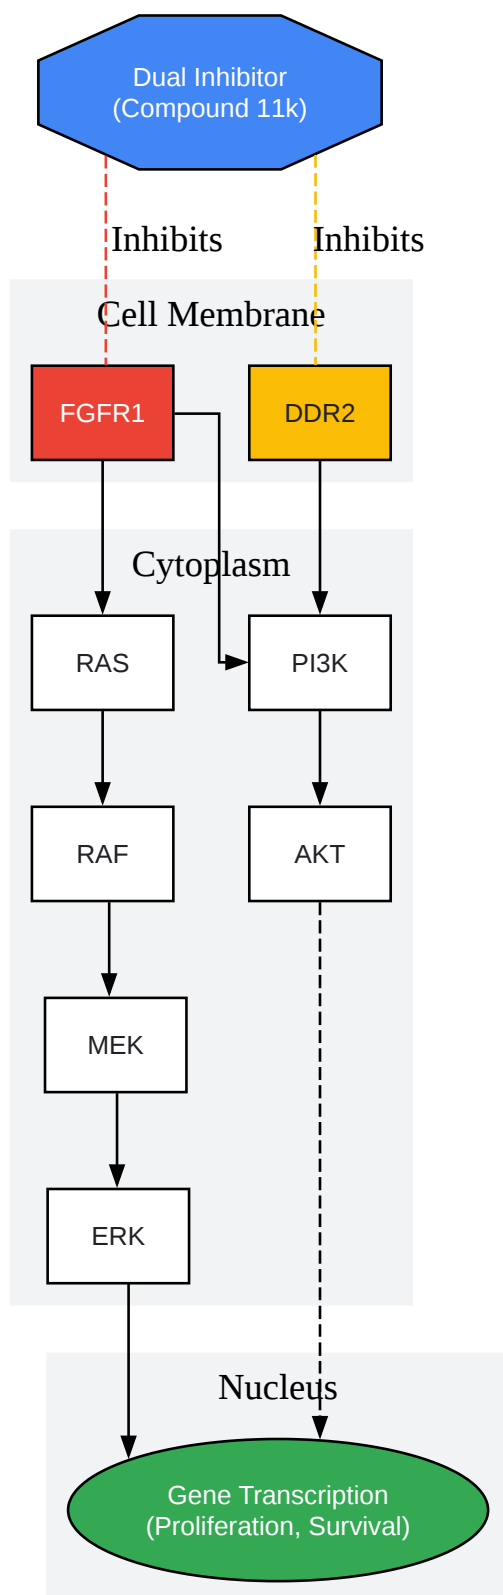 Dual Inhibitor
(Compound 11k)
Inhibits
Inhibits
Cell Membrane
FGFR1
DDR2
Cytoplasm
RAS
PI3K
RAF
AKT
MEK
ERK
Nucleus
Gene Transcription
(Proliferation, Survival)